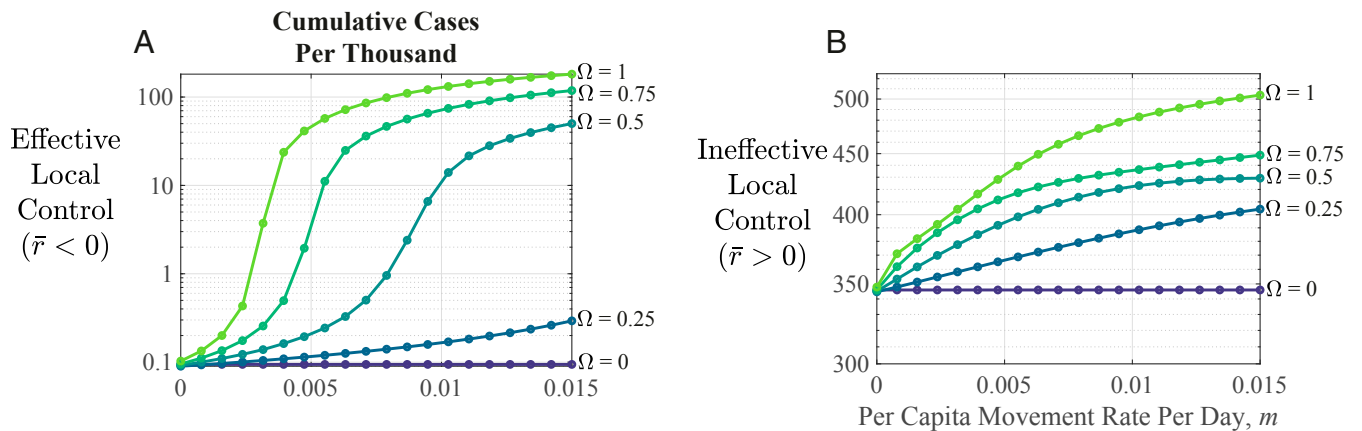 A
Cumulative Cases
Per Thousand
Effective
Local
Control
(r̄ < 0)
100
10
1
0.1
0
0.005
0.01
0.015
Ω = 1
Ω = 0.75
Ω = 0.5
Ω = 0.25
Ω = 0
B
Ineffective
Local
Control
(r̄ > 0)
500
450
400
350
300
0
0.005
0.01
0.015
Ω = 1
Ω = 0.75
Ω = 0.5
Ω = 0.25
Ω = 0
Per Capita Movement Rate Per Day, m